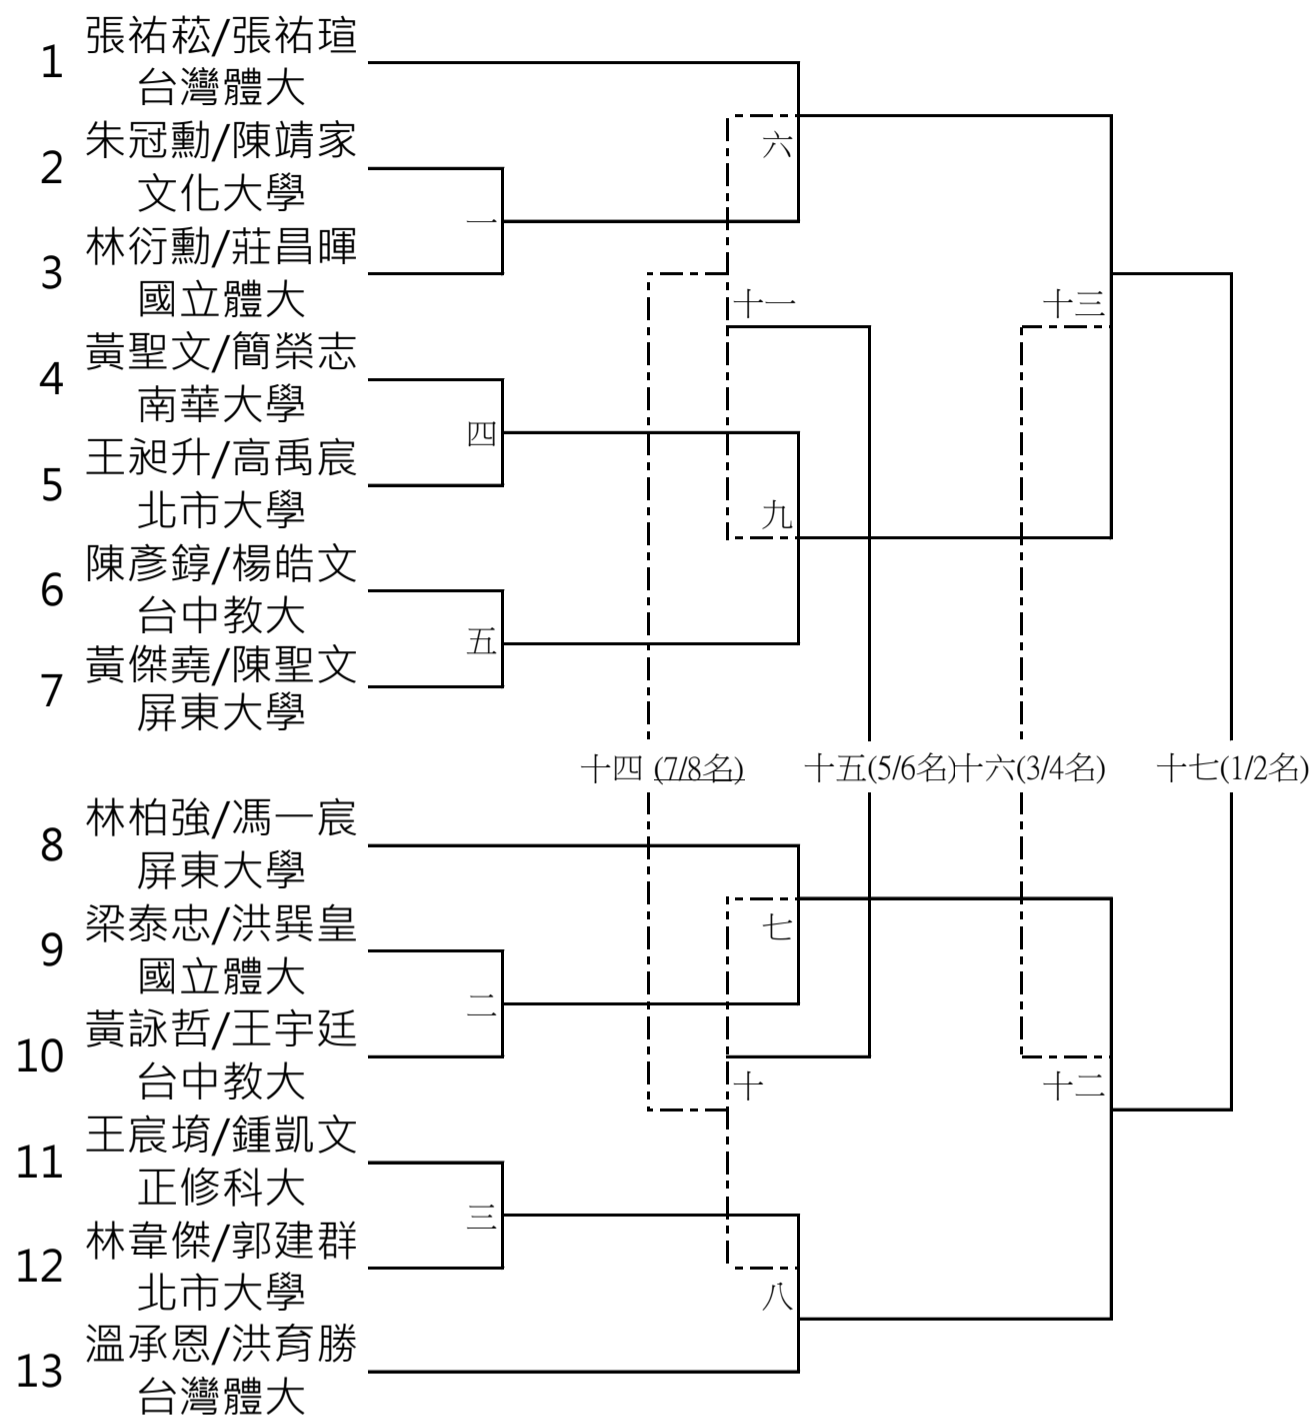 1 張祐菘/張祐瑄
台灣體大
2 朱冠勳/陳靖家
文化大學
一
3 林衍勳/莊昌暉
國立體大
4 黃聖文/簡榮志
南華大學
四
5 王昶升/高禹宸
北市大學
6 陳彥錞/楊皓文
台中教大
五
7 黃傑堯/陳聖文
屏東大學
六
十一
十三
九
十四 (7/8名)
十五(5/6名)
十六(3/4名)
十七(1/2名)
8 林柏強/馮一宸
屏東大學
9 梁泰忠/洪巽皇
國立體大
二
10 黃詠哲/王宇廷
台中教大
11 王宸堉/鍾凱文
正修科大
三
12 林韋傑/郭建群
北市大學
13 溫承恩/洪育勝
台灣體大
七
十
十二
八